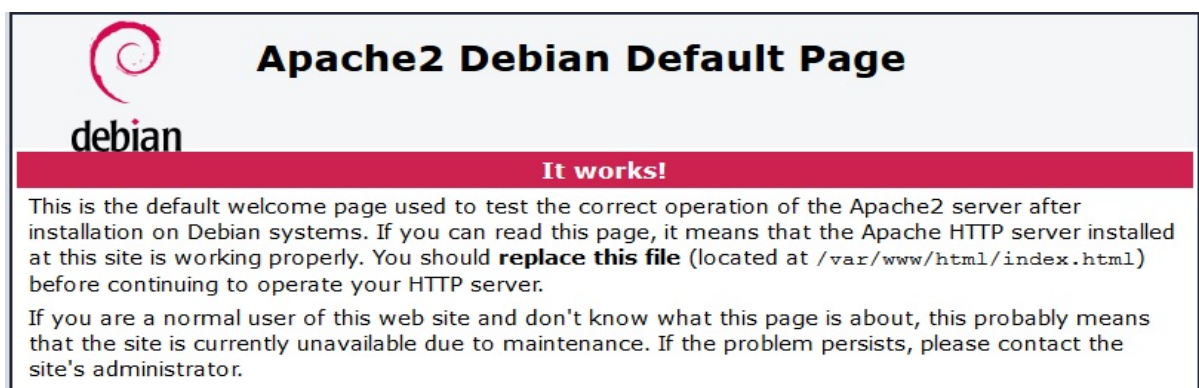 debian
Apache2 Debian Default Page
It works!
This is the default welcome page used to test the correct operation of the Apache2 server after
installation on Debian systems. If you can read this page, it means that the Apache HTTP server installed
at this site is working properly. You should replace this file (located at /var/www/html/index.html)
before continuing to operate your HTTP server.
If you are a normal user of this web site and don't know what this page is about, this probably means
that the site is currently unavailable due to maintenance. If the problem persists, please contact the
site's administrator.